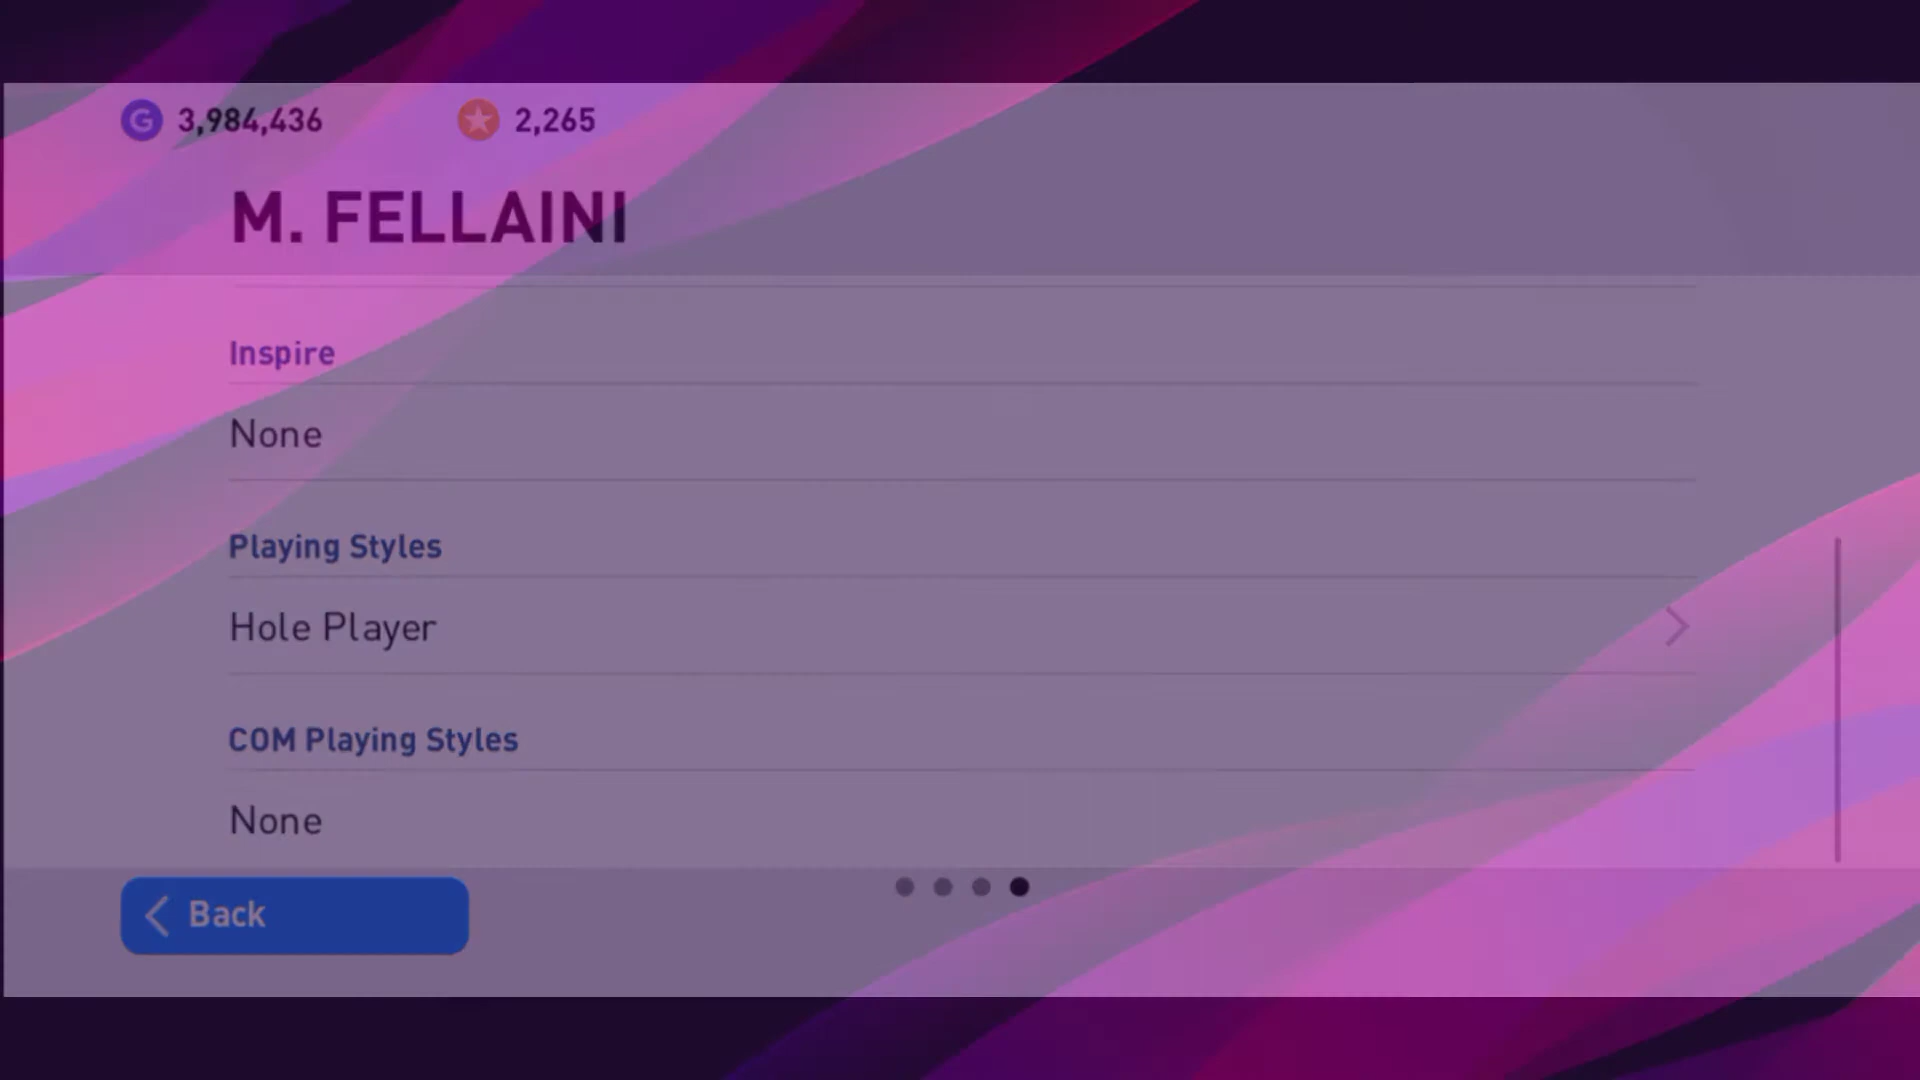 G 3,984,436 2,265
M. FELLAINI
Inspire
None
Playing Styles
Hole Player
COM Playing Styles
None
Back